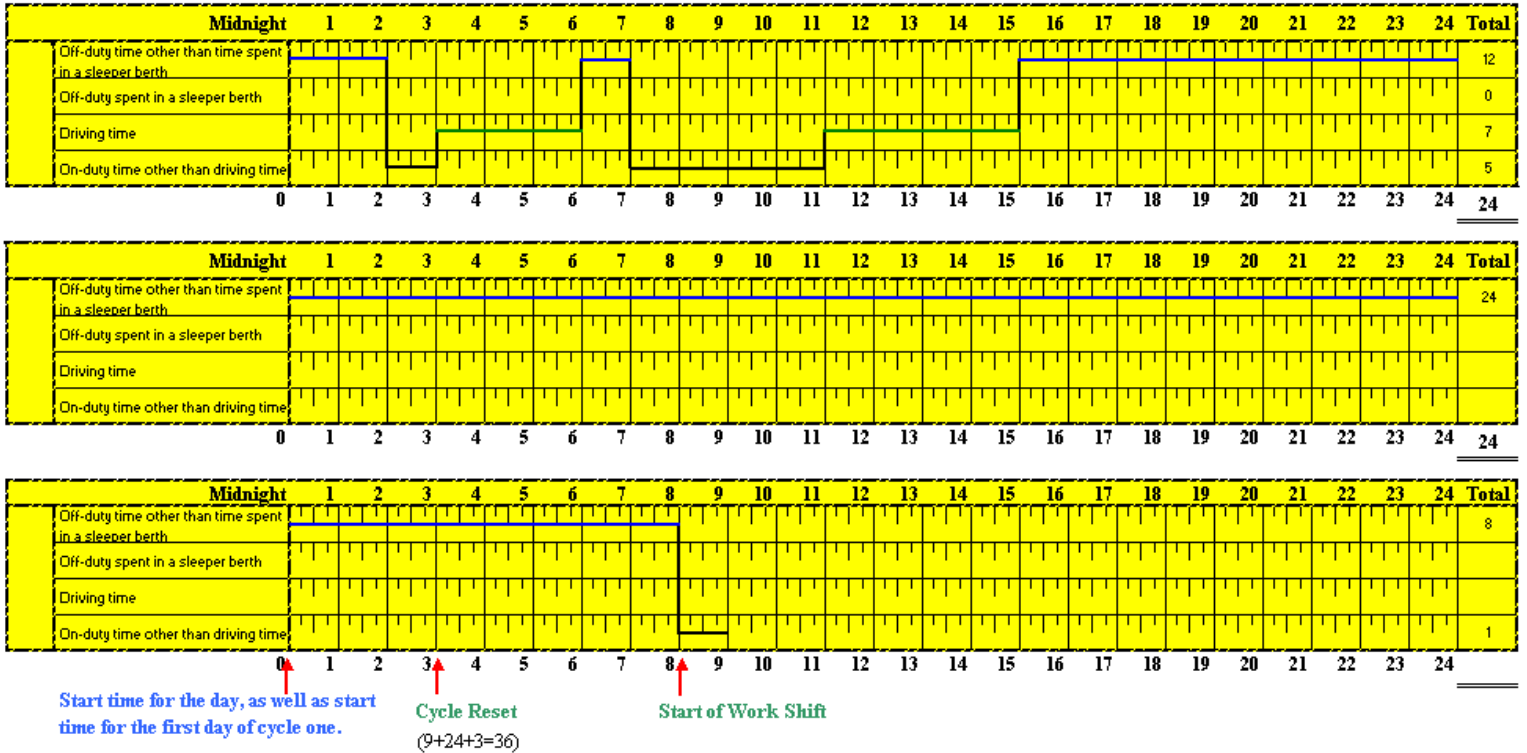 Midnight 1 2 3 4 5 6 7 8 9 10 11 12 13 14 15 16 17 18 19 20 21 22 23 24 Total
Off-duty time other than time spent
in a sleeper berth 12
Off-duty spent in a sleeper berth 0
Driving time 7
On-duty time other than driving time 5
0 1 2 3 4 5 6 7 8 9 10 11 12 13 14 15 16 17 18 19 20 21 22 23 24 24
Midnight 1 2 3 4 5 6 7 8 9 10 11 12 13 14 15 16 17 18 19 20 21 22 23 24 Total
Off-duty time other than time spent
in a sleeper berth 24
Off-duty spent in a sleeper berth
Driving time
On-duty time other than driving time
0 1 2 3 4 5 6 7 8 9 10 11 12 13 14 15 16 17 18 19 20 21 22 23 24 24
Midnight 1 2 3 4 5 6 7 8 9 10 11 12 13 14 15 16 17 18 19 20 21 22 23 24 Total
Off-duty time other than time spent
in a sleeper berth 8
Off-duty spent in a sleeper berth
Driving time
On-duty time other than driving time 1
0 1 2 3 4 5 6 7 8 9 10 11 12 13 14 15 16 17 18 19 20 21 22 23 24
Start time for the day, as well as start
time for the first day of cycle one.
Cycle Reset
(9+24+3=36)
Start of Work Shift